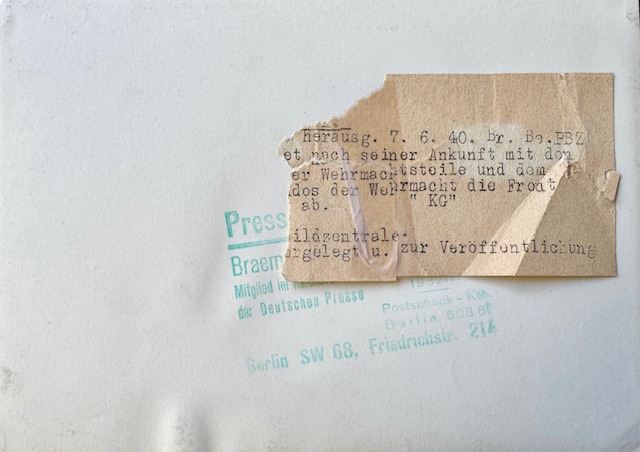 herausg. 7. 6. 40. Br. Be.PBZ
et nach seiner Ankunft mit den
er Wehrmachtsteile und dem
dos der Wehrmacht die Front
ab. " KG"
ildzentrale
rgelegt u. zur Veröffentlichung
Press
Braem
Mitglied im
der Deutschen Presse
Postscheck-K
Berlin
Berlin SW 68, Friedrichstr. 214